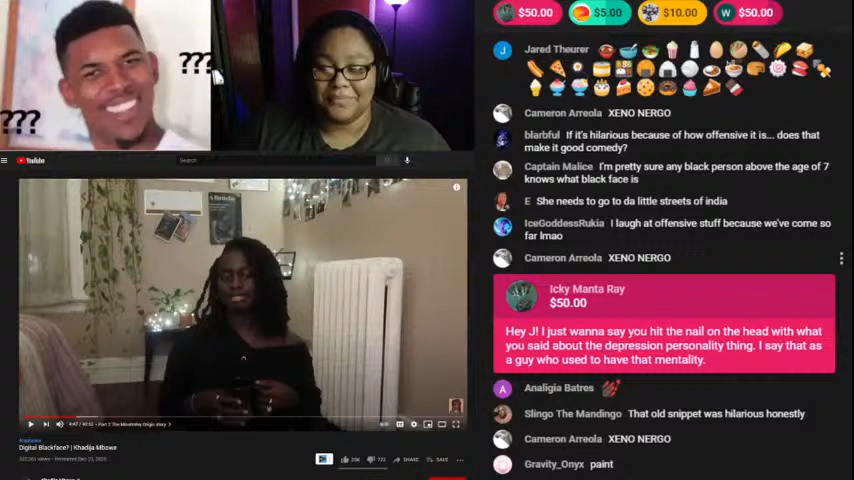 $50.00
$5.00
$10.00
W $50.00
???
???
J Jared Theurer
Cameron Arreola XENO NERGO
blarbful If it's hilarious because of how offensive it is... does that
make it good comedy?
Captain Malice I'm pretty sure any black person above the age of 7
knows what black face is
E She needs to go to da little streets of india
IceGoddessRukia I laugh at offensive stuff because we've come so
far lmao
Cameron Arreola XENO NERGO
Icky Manta Ray
$50.00
Hey J! I just wanna say you hit the nail on the head with what
you said about the depression personality thing. I say that as
a guy who used to have that mentality.
A Analigia Batres
Slingo The Mandingo That old snippet was hilarious honestly
Cameron Arreola XENO NERGO
Gravity_Onyx paint
YouTube
Search
Digital Blackface? | Khadija Mbowe
SHARE
SAVE